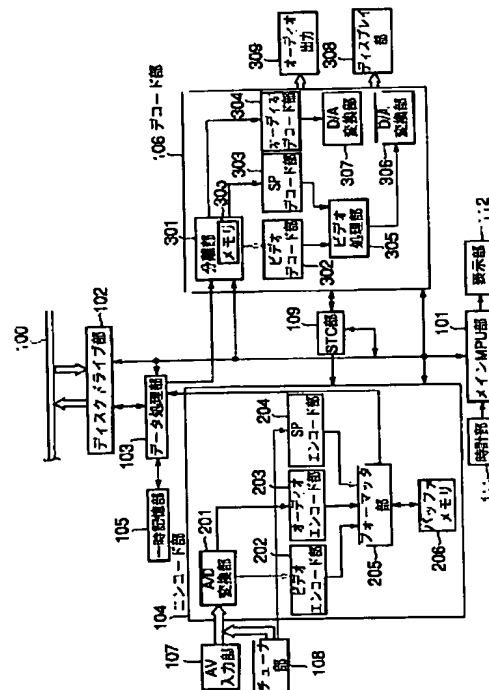 100
ディスクドライブ部
102
データ処理部
103
一時記憶部
105
エンコード部
104
A/D
変換部
201
AV
入力部
107
チューナ
部
108
ビデオ
エンコード部
202
オーディオ
エンコード部
203
SP
エンコード部
204
フォーマッタ
部
205
バッファ
メモリ
206
STC部
109
メインMPU部
101
時計部
表示部
112
デコード部
分離部
メモリ
301
ビデオ
デコード部
302
SP
デコード部
303
オーディオ
デコード部
304
ビデオ
処理部
305
D/A
変換部
307
D/A
変換部
306
オーディオ
出力
309
ディスプレイ
部
308